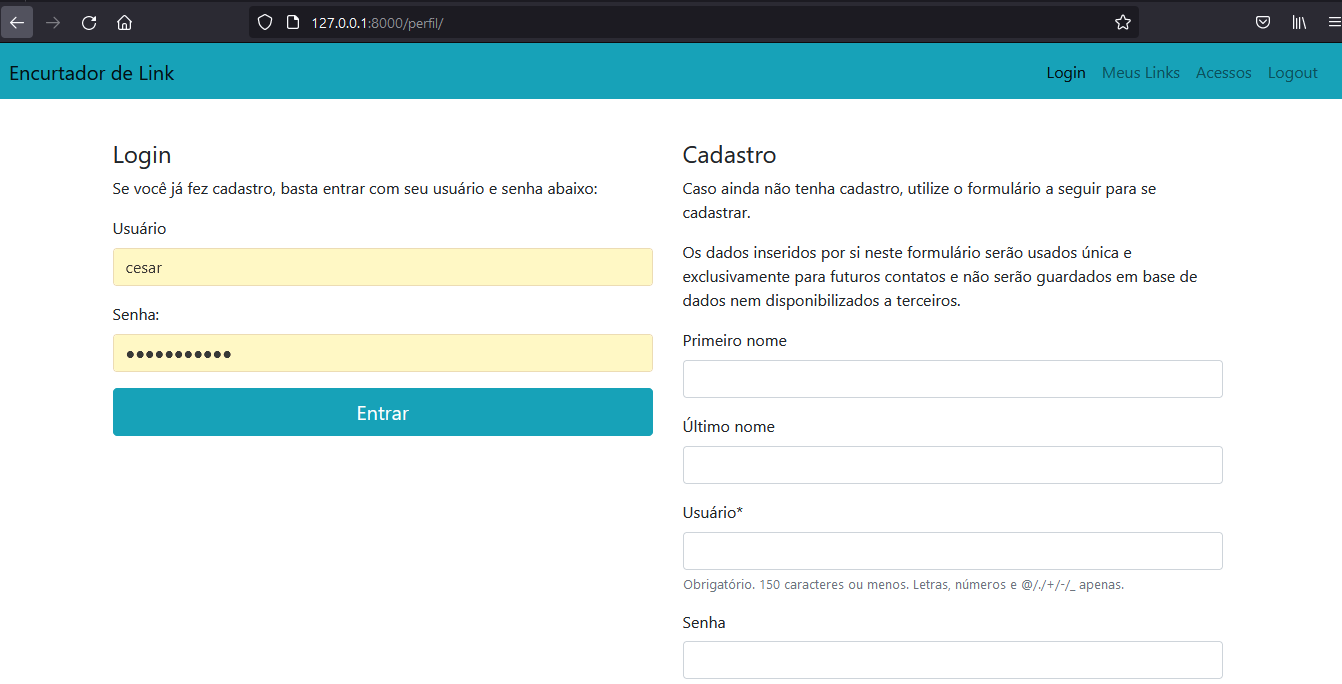 127.0.0.1:8000/perfil/
Encurtador de Link
Login
Meus Links
Acessos
Logout
Login
Se você já fez cadastro, basta entrar com seu usuário e senha abaixo:
Usuário
cesar
Senha:
●●●●●●●●●●●
Entrar
Cadastro
Caso ainda não tenha cadastro, utilize o formulário a seguir para se
cadastrar.
Os dados inseridos por si neste formulário serão usados única e
exclusivamente para futuros contatos e não serão guardados em base de
dados nem disponibilizados a terceiros.
Primeiro nome
Último nome
Usuário*
Obrigatório. 150 caracteres ou menos. Letras, números e @/./+/-/_ apenas.
Senha